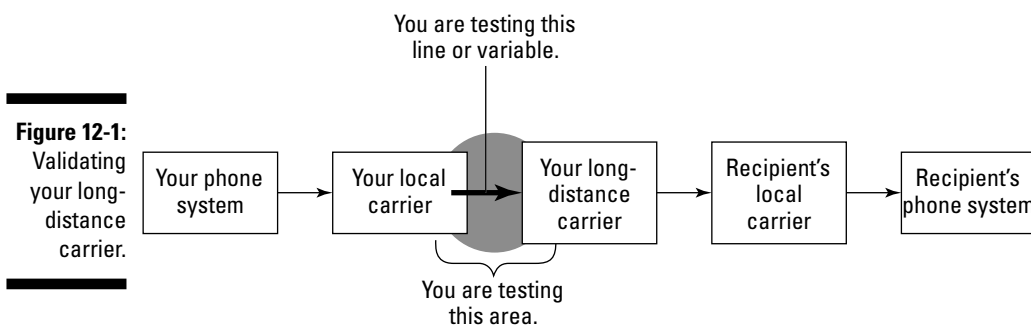 You are testing this
line or variable.
Figure 12-1:
Validating
your long-
distance
carrier.
Your phone
system
Your local
carrier
Your long-
distance
carrier
Recipient's
local
carrier
Recipient's
phone system
You are testing
this area.